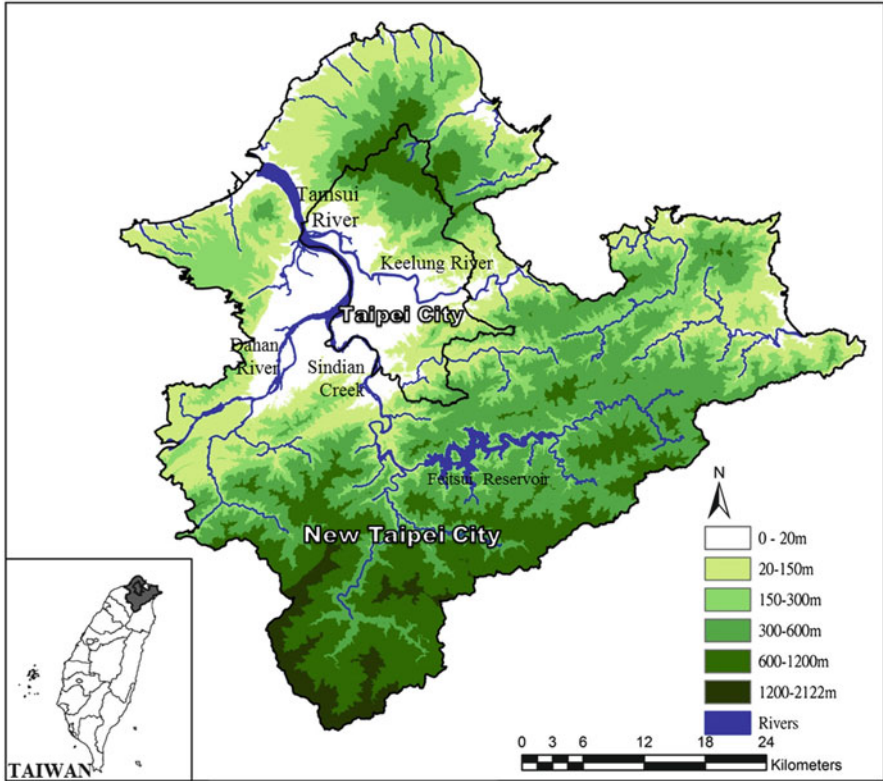 Tamsui
River
Keelung River
Taipei City
Dahan
River
Sindian
Creek
Feitsui Reservoir
New Taipei City
N
0 - 20m
20-150m
150-300m
300-600m
600-1200m
1200-2122m
Rivers
0 3 6 12 18 24
Kilometers
TAIWAN